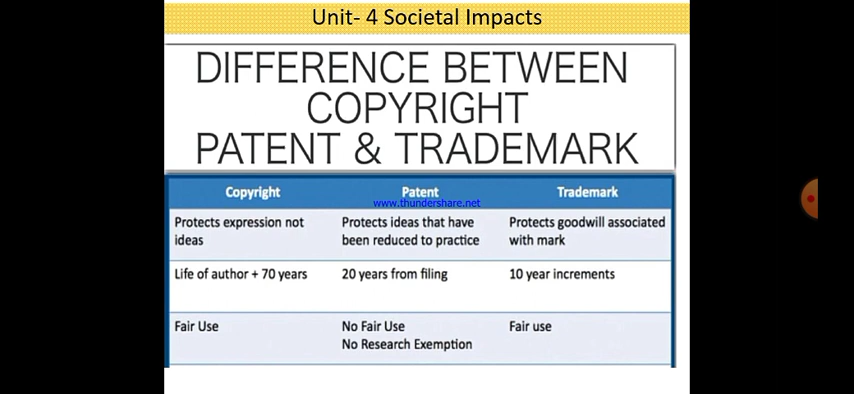 Unit- 4 Societal Impacts
DIFFERENCE BETWEEN
COPYRIGHT
PATENT & TRADEMARK
Copyright Patent Trademark
www.thundershare.net
Protects expression not Protects ideas that have Protects goodwill associated
ideas been reduced to practice with mark
Life of author + 70 years 20 years from filing 10 year increments
Fair Use No Fair Use Fair use
No Research Exemption